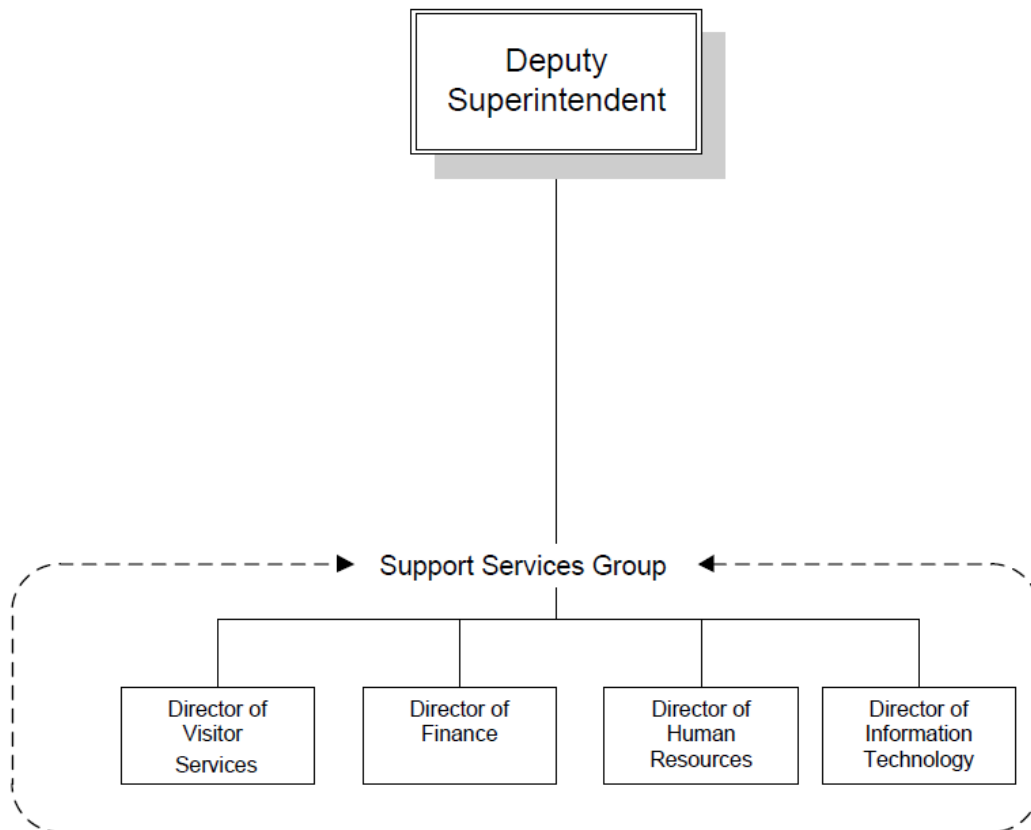 Deputy
Superintendent
Support Services Group
Director of
Visitor
Services
Director of
Finance
Director of
Human
Resources
Director of
Information
Technology